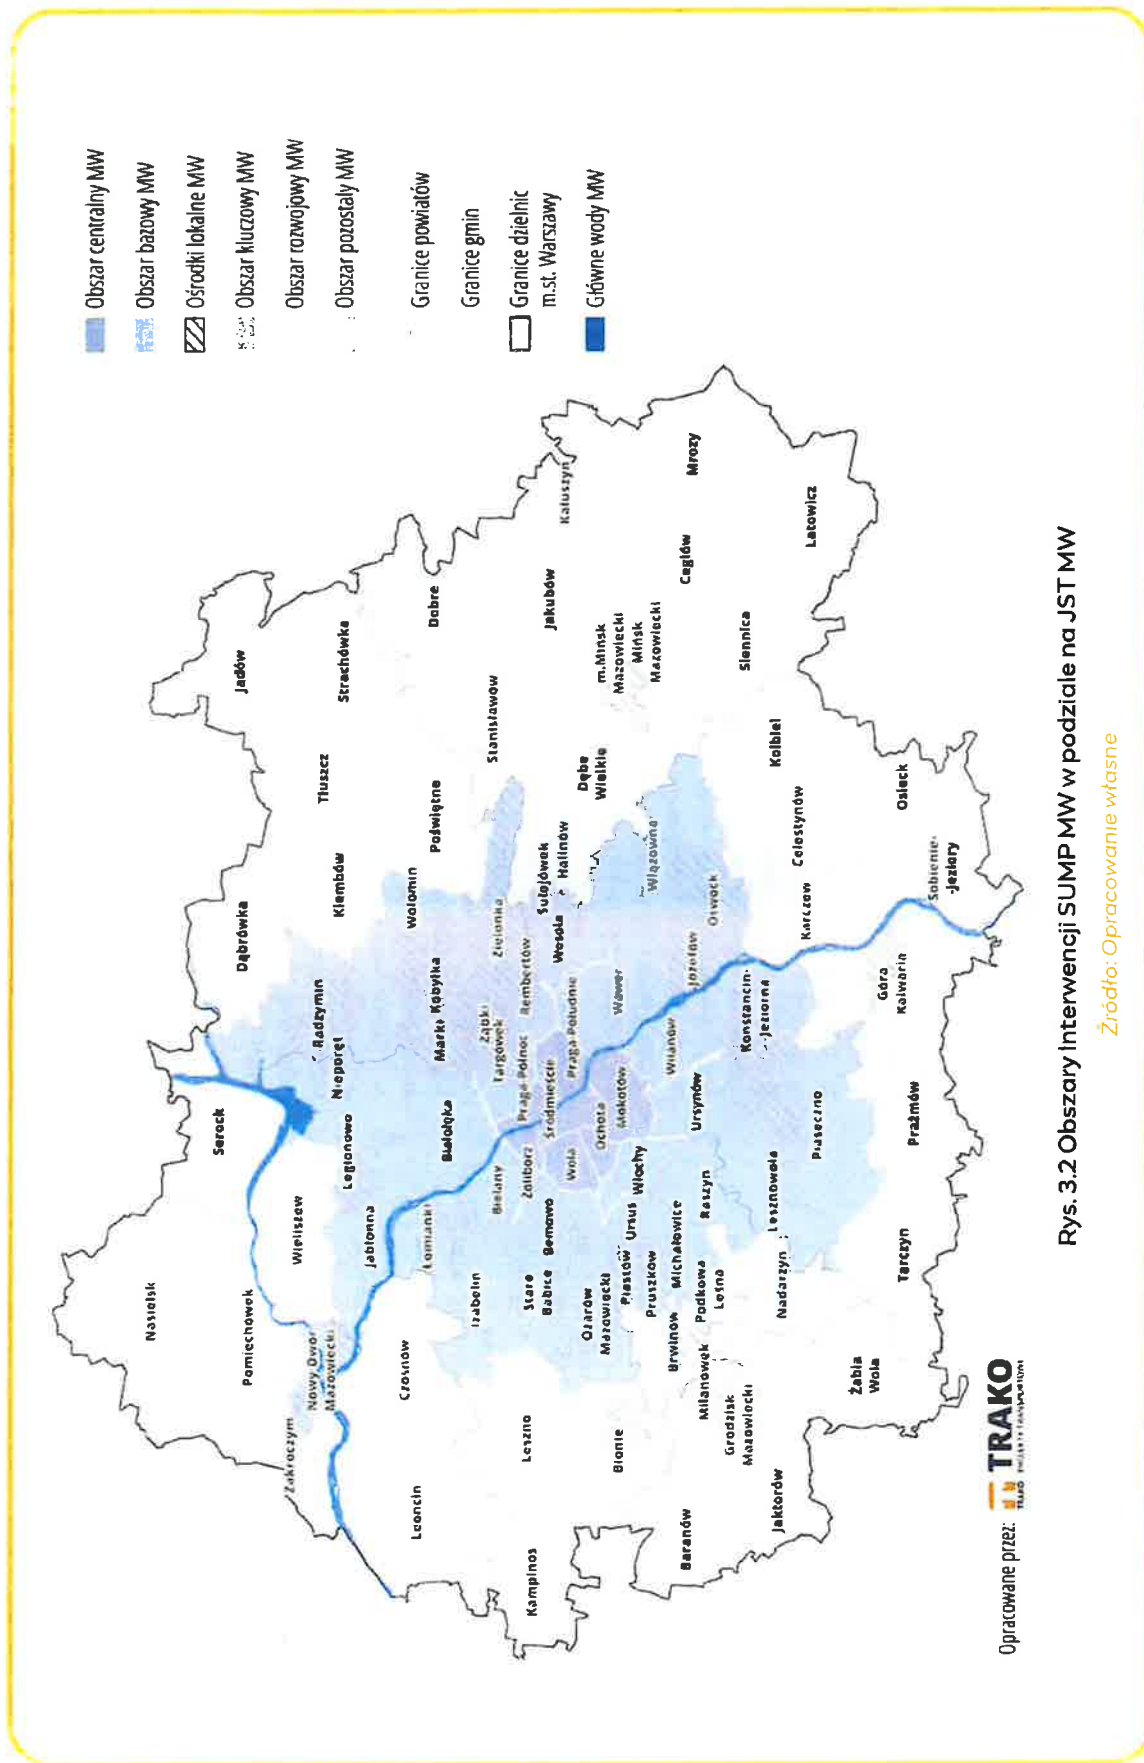 Obszar centralny MW
Obszar bazowy MW
Ośrodki lokalne MW
Obszar kluczowy MW
Obszar rozwojowy MW
Obszar pozostały MW
Granice powiatów
Granice gmin
Granice dzielnic
m.st. Warszawy
Główne wody MW
Nasielsk
Serock
Dąbrówka
Jadów
Pomiechówek
Zakroczym
Nowy Dwór
Mazowiecki
Wieliszew
Legionowo
Nieporęt
Radzymin
Klembów
Tłuszcz
Strachówka
Jabłonna
Leoncin
Czosnów
Łomianki
Białołęka
Marki
Kobyłka
Wołomin
Poświętne
Dobre
Izabelin
Bielany
Targówek
Ząbki
Zielonka
Stanisławów
Kampinos
Leszno
Stare
Babice
Bemowo
Żoliborz
Praga-Północ
Rembertów
Śródmieście
Wesoła
Sulejówek
Halinów
Jakubów
Kałuszyn
Wola
Praga-Południe
Ochota
Mokotów
Wawer
Dębe
Wielkie
Błonie
Ożarów
Mazowiecki
Piastów
Ursus
Włochy
Pruszków
Michałowice
m.Mińsk
Mazowiecki
Mińsk
Mazowiecki
Wiązowna
Cegłów
Mrozy
Baranów
Grodzisk
Mazowiecki
Milanówek
Brwinów
Podkowa
Leśna
Raszyn
Ursynów
Wilanów
Józefów
Otwock
Konstancin-
-Jeziorna
Siennica
Latowicz
Jaktorów
Nadarzyn
Lesznowola
Piaseczno
Karczew
Celestynów
Kołbiel
Żabia
Wola
Tarczyn
Prażmów
Góra
Kalwaria
Sobienie-
-Jeziory
Osieck
Opracowane przez:
TRAKO
Rys. 3.2 Obszary Interwencji SUMP MW w podziale na JST MW
Źródło: Opracowanie własne